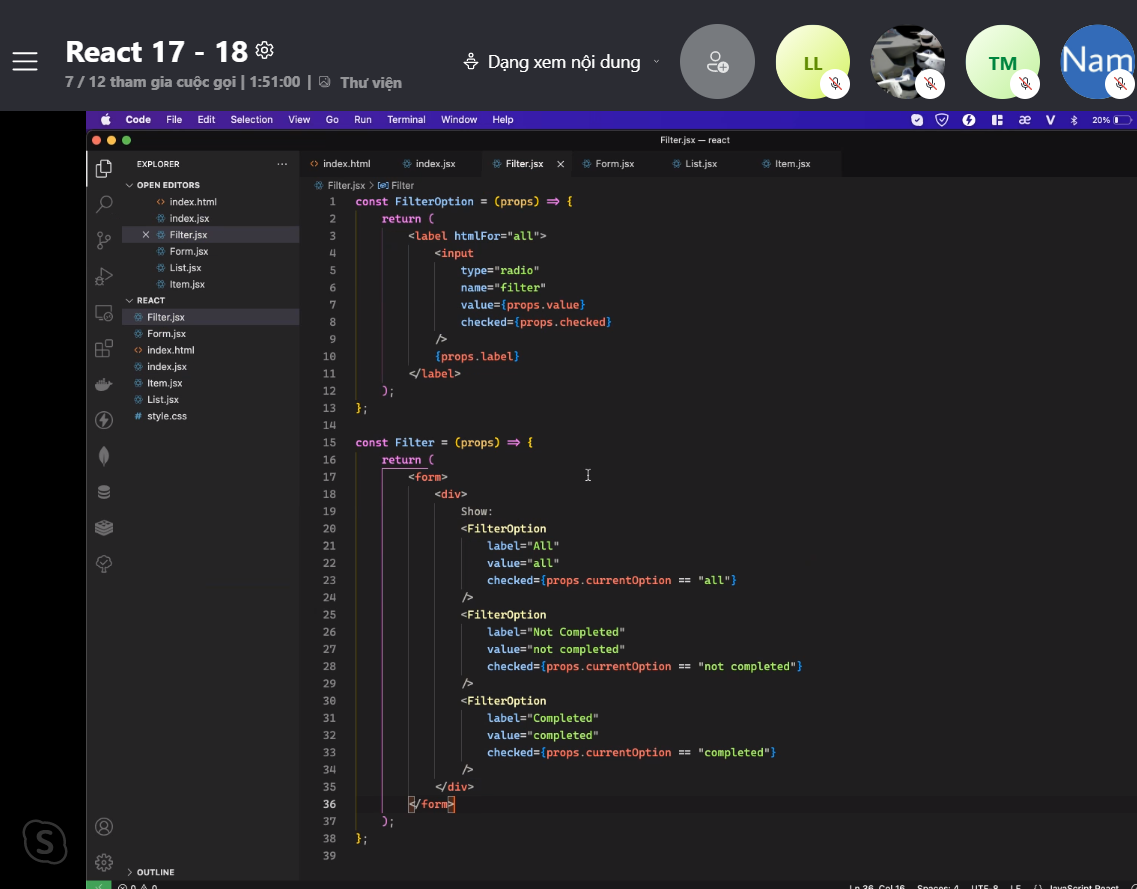 React 17 - 18
7 / 12 tham gia cuộc gọi | 1:51:00 | Thư viện
Dạng xem nội dung
LL
TM
Nam
Code File Edit Selection View Go Run Terminal Window Help
20%
Filter.jsx — react
EXPLORER
OPEN EDITORS
index.html
index.jsx
Filter.jsx
Form.jsx
List.jsx
Item.jsx
REACT
Filter.jsx
Form.jsx
index.html
index.jsx
Item.jsx
List.jsx
style.css
OUTLINE
index.html index.jsx Filter.jsx Form.jsx List.jsx Item.jsx
Filter.jsx > Filter
1 const FilterOption = (props) => {
2 return (
3 <label htmlFor="all">
4 <input
5 type="radio"
6 name="filter"
7 value={props.value}
8 checked={props.checked}
9 />
10 {props.label}
11 </label>
12 );
13 };
14
15 const Filter = (props) => {
16 return (
17 <form>
18 <div>
19 Show:
20 <FilterOption
21 label="All"
22 value="all"
23 checked={props.currentOption == "all"}
24 />
25 <FilterOption
26 label="Not Completed"
27 value="not completed"
28 checked={props.currentOption == "not completed"}
29 />
30 <FilterOption
31 label="Completed"
32 value="completed"
33 checked={props.currentOption == "completed"}
34 />
35 </div>
36 </form>
37 );
38 };
39
S
0 0
Ln 36, Col 16 Spaces: 4 UTF-8 LF {} JavaScript React